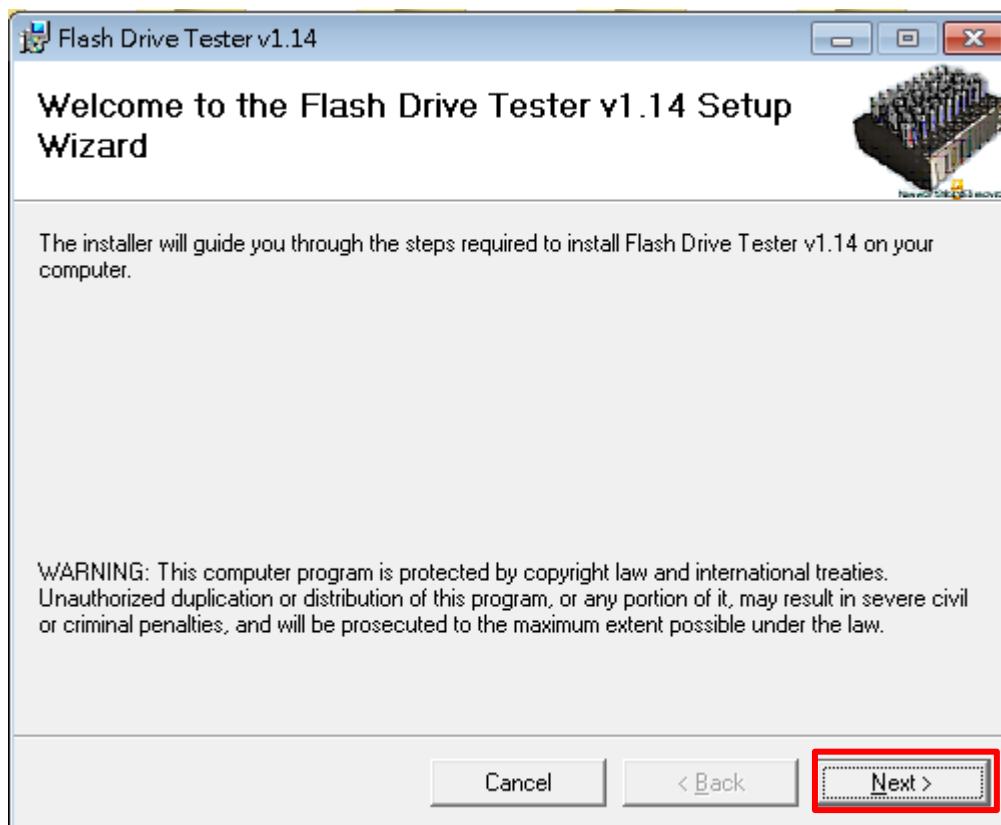 Flash Drive Tester v1.14
Welcome to the Flash Drive Tester v1.14 Setup
Wizard
The installer will guide you through the steps required to install Flash Drive Tester v1.14 on your
computer.
WARNING: This computer program is protected by copyright law and international treaties.
Unauthorized duplication or distribution of this program, or any portion of it, may result in severe civil
or criminal penalties, and will be prosecuted to the maximum extent possible under the law.
Cancel
< Back
Next >